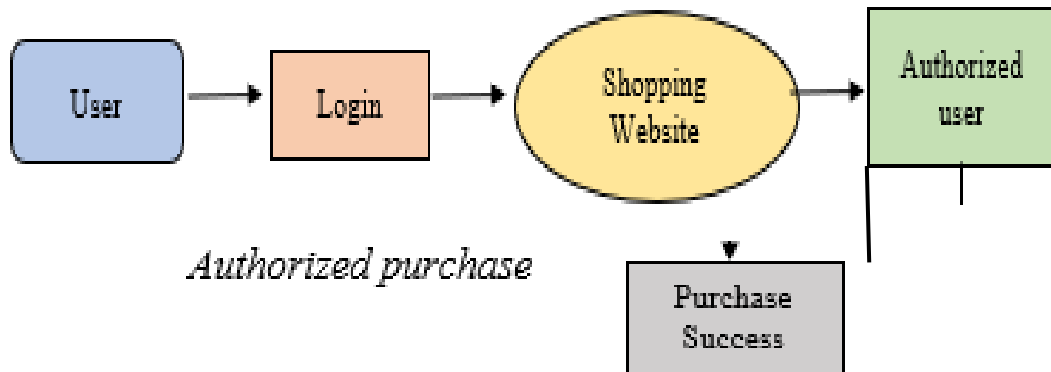 User
Login
Shopping
Website
Authorized
user
Authorized purchase
Purchase
Success